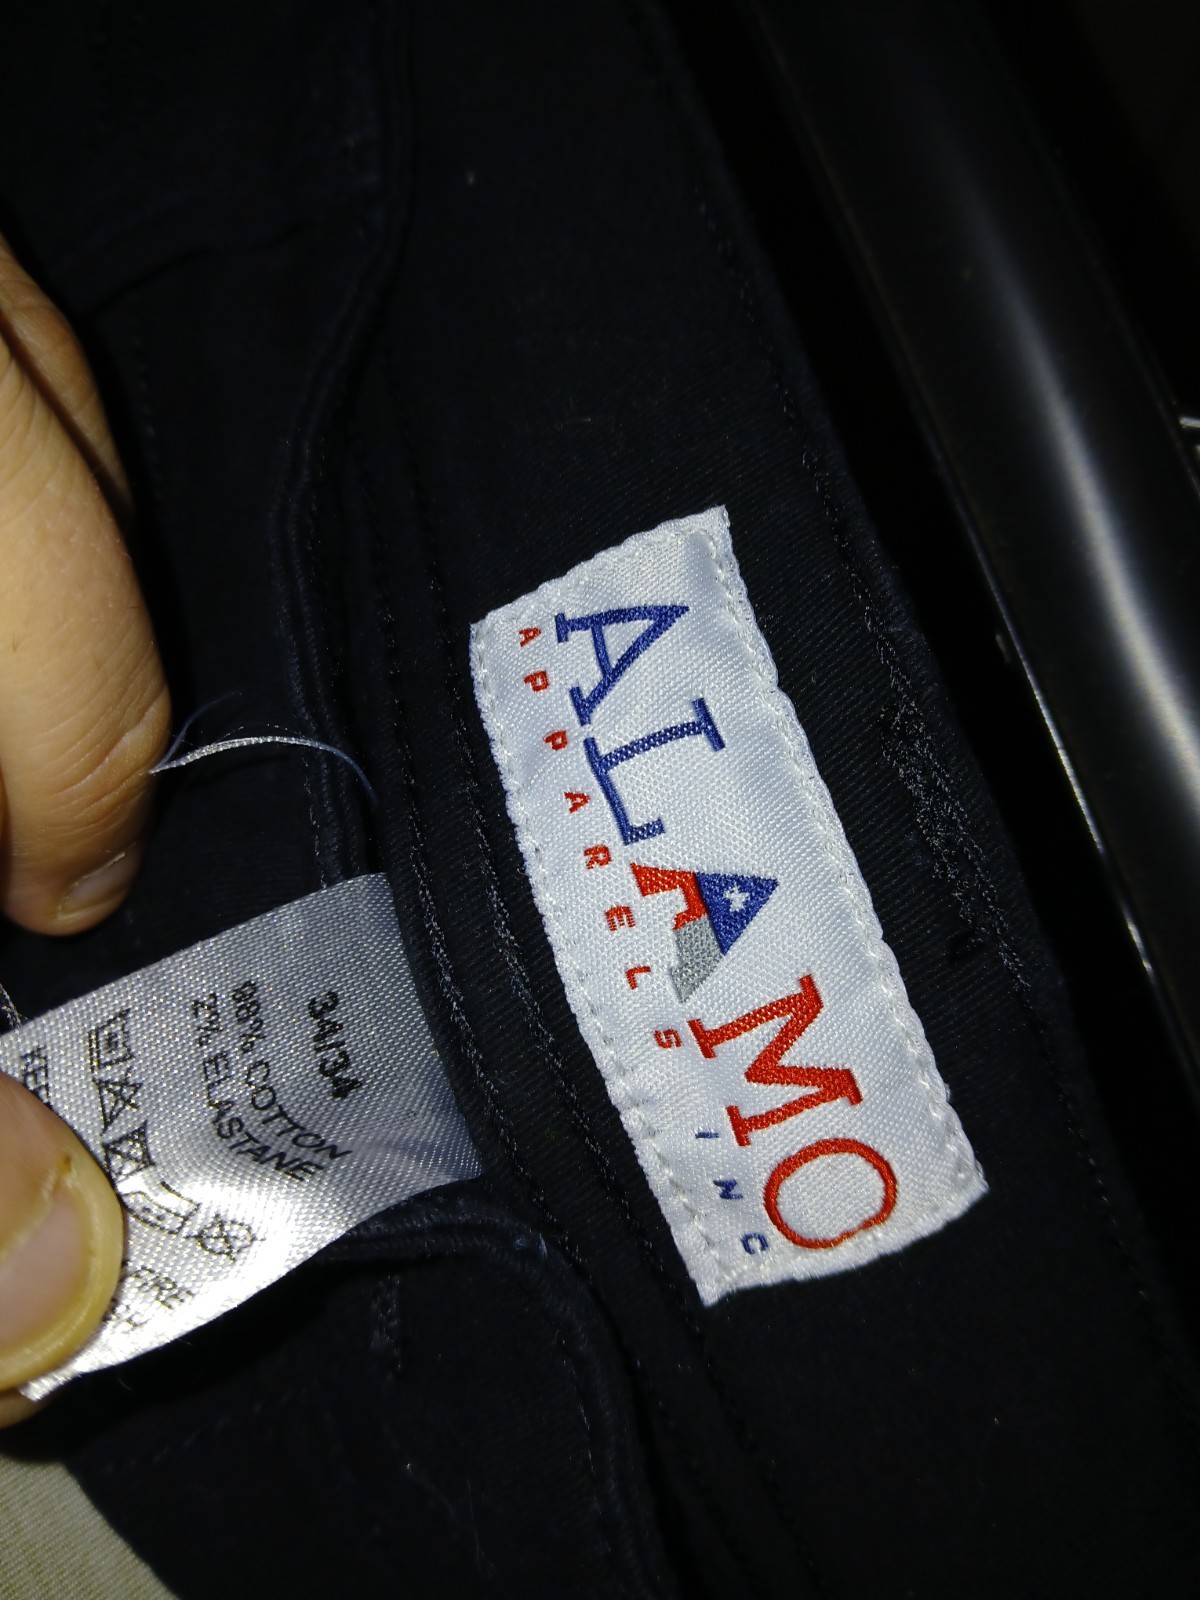 ALAMO
APPARELS INC
34/34
98% COTTON
2% ELASTANE